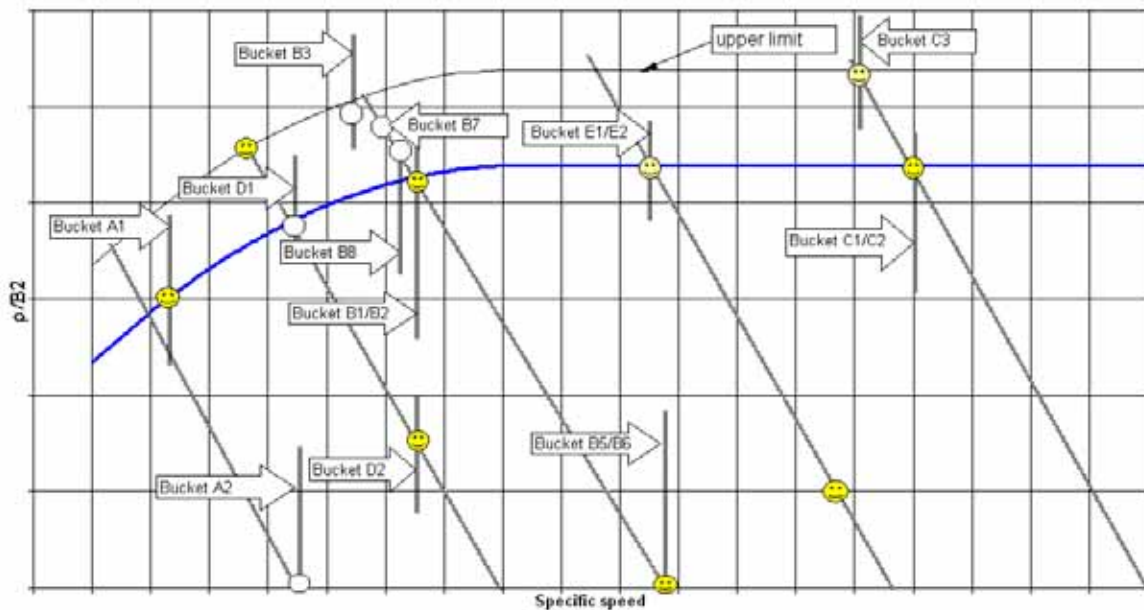 Bucket B3
upper limit
Bucket C3
Bucket B7
Bucket E1/E2
Bucket D1
Bucket A1
Bucket B8
Bucket C1/C2
Bucket B1/B2
ρ/B2
Bucket B5/B6
Bucket D2
Bucket A2
Specific speed